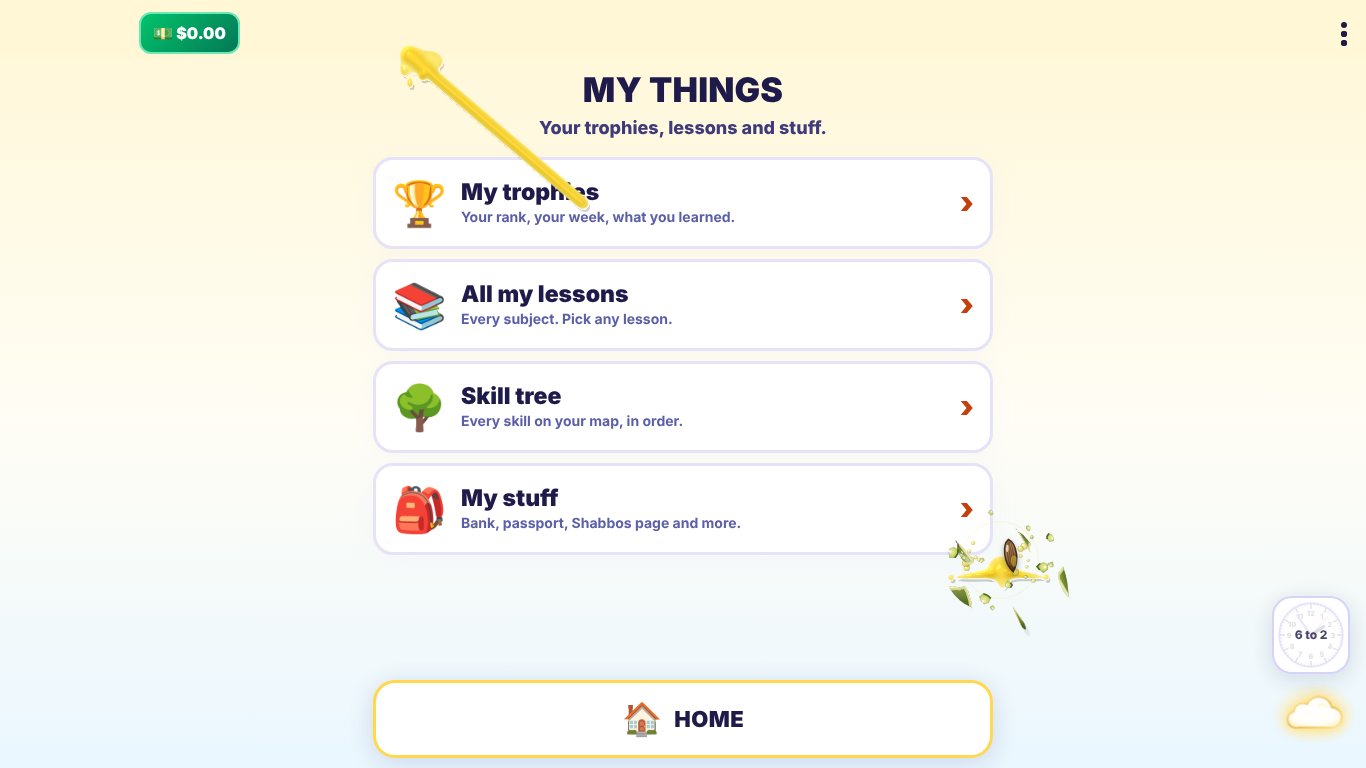 $0.00
MY THINGS
Your trophies, lessons and stuff.
My trophies
Your rank, your week, what you learned.
All my lessons
Every subject. Pick any lesson.
Skill tree
Every skill on your map, in order.
My stuff
Bank, passport, Shabbos page and more.
6 to 2
HOME